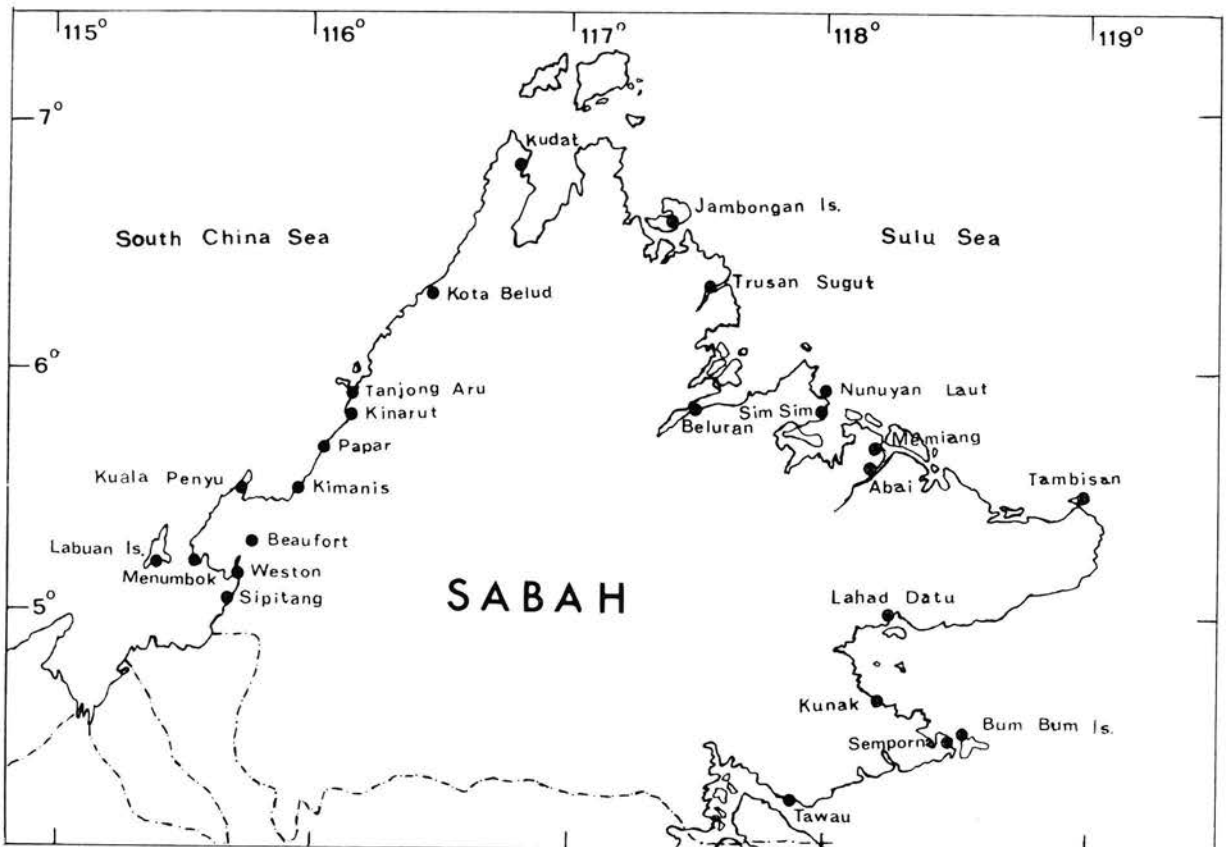 115° 116° 117° 118° 119°
7°
Kudat
Jambongan Is.
South China Sea
Sulu Sea
Trusan Sugut
Kota Belud
6°
Tanjong Aru
Nunuyan Laut
Kinarut
Sim Sim
Beluran
Papar
Memiang
Kuala Penyu
Kimanis
Abai
Tambisan
Beaufort
Labuan Is.
Menumbok
Weston
Sipitang
SABAH
5°
Lahad Datu
Kunak
Bum Bum Is.
Semporna
Tawau